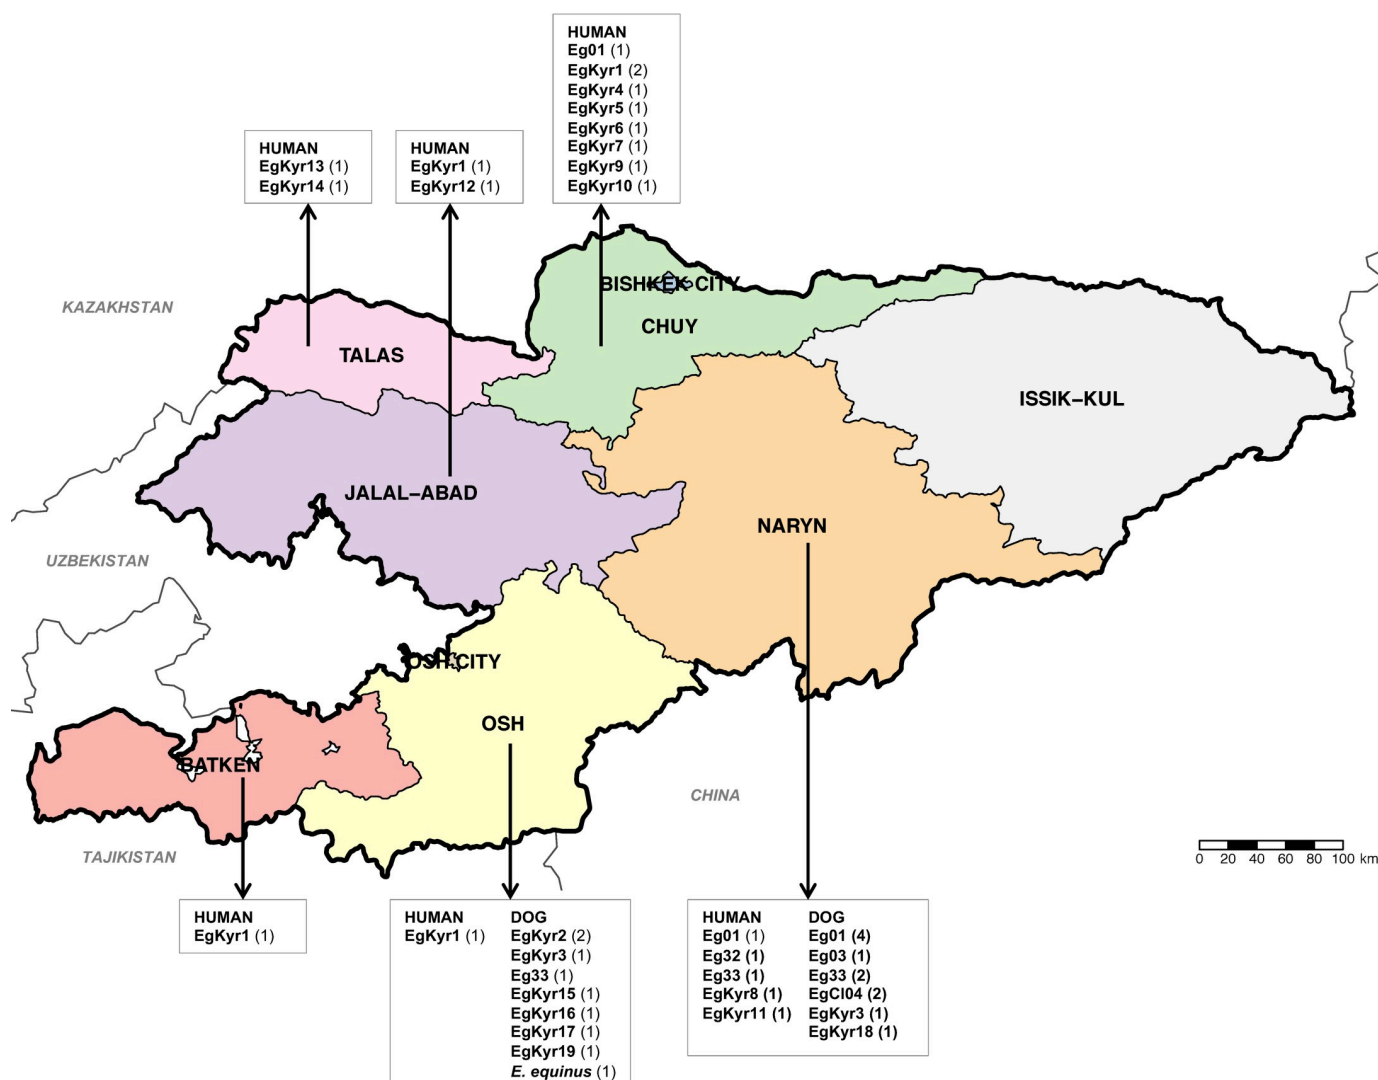 HUMAN
Eg01 (1)
EgKyr1 (2)
EgKyr4 (1)
EgKyr5 (1)
EgKyr6 (1)
EgKyr7 (1)
EgKyr9 (1)
EgKyr10 (1)
HUMAN
EgKyr13 (1)
EgKyr14 (1)
HUMAN
EgKyr1 (1)
EgKyr12 (1)
KAZAKHSTAN
BISHKEK CITY
CHUY
TALAS
ISSIK-KUL
JALAL-ABAD
NARYN
UZBEKISTAN
OSH CITY
OSH
BATKEN
CHINA
TAJIKISTAN
0 20 40 60 80 100 km
HUMAN
EgKyr1 (1)
HUMAN
EgKyr1 (1)
DOG
EgKyr2 (2)
EgKyr3 (1)
Eg33 (1)
EgKyr15 (1)
EgKyr16 (1)
EgKyr17 (1)
EgKyr19 (1)
E. equinus (1)
HUMAN
Eg01 (1)
Eg32 (1)
Eg33 (1)
EgKyr8 (1)
EgKyr11 (1)
DOG
Eg01 (4)
Eg03 (1)
Eg33 (2)
EgCl04 (2)
EgKyr3 (1)
EgKyr18 (1)